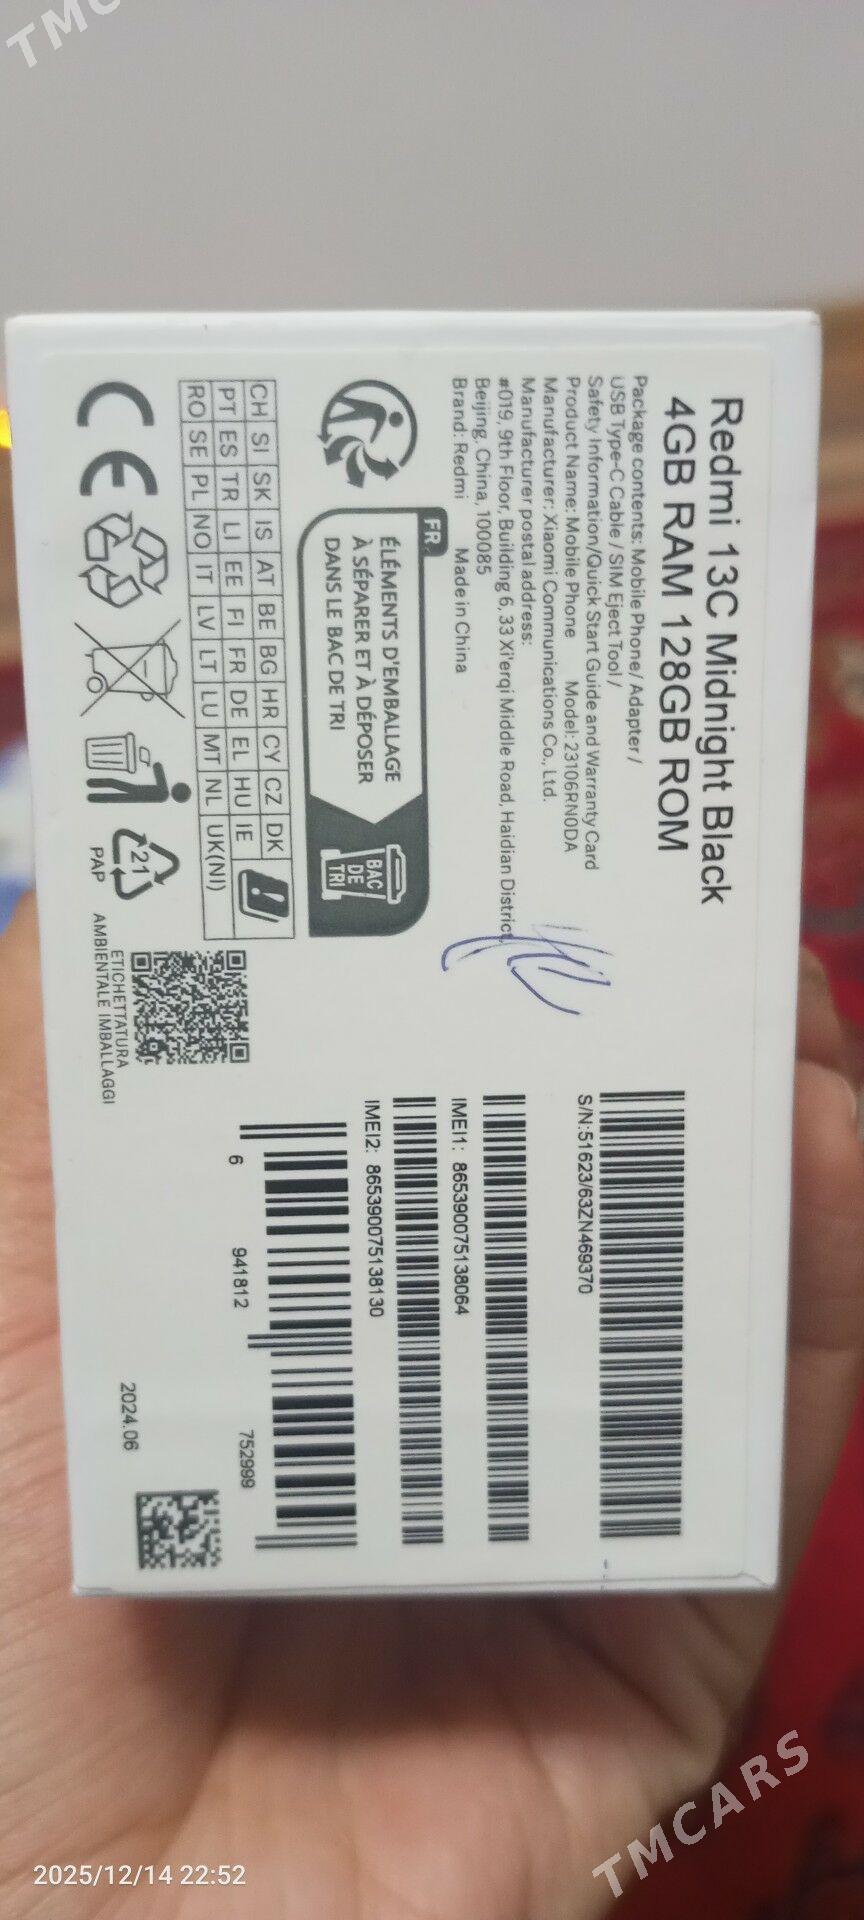 Redmi 13C Midnight Black
4GB RAM 128GB ROM
Package contents: Mobile Phone / Adapter /
USB Type-C Cable / SIM Eject Tool /
Safety Information/Quick Start Guide and Warranty Card
Product Name: Mobile Phone Model: 23106RN0DA
Manufacturer: Xiaomi Communications Co., Ltd.
Manufacturer postal address:
#019, 9th Floor, Building 6, 33 Xi'erqi Middle Road, Haidian District,
Beijing, China, 100085
Brand: Redmi Made in China
FR
ÉLÉMENTS D'EMBALLAGE
À SÉPARER ET À DÉPOSER
DANS LE BAC DE TRI
BAC
DE
TRI
CH SI SK IS AT BE BG HR CY CZ DK
PT ES TR LI EE FI FR DE EL HU IE
RO SE PL NO IT LV LT LU MT NL UK(NI)
CE
21
PAP
ETICHETTATURA
AMBIENTALE IMBALLAGGI
S/N:51623/63ZN469370
IMEI1: 865390075138064
IMEI2: 865390075138130
6 941812 752999
2024.06
TMCARS
2025/12/14 22:52